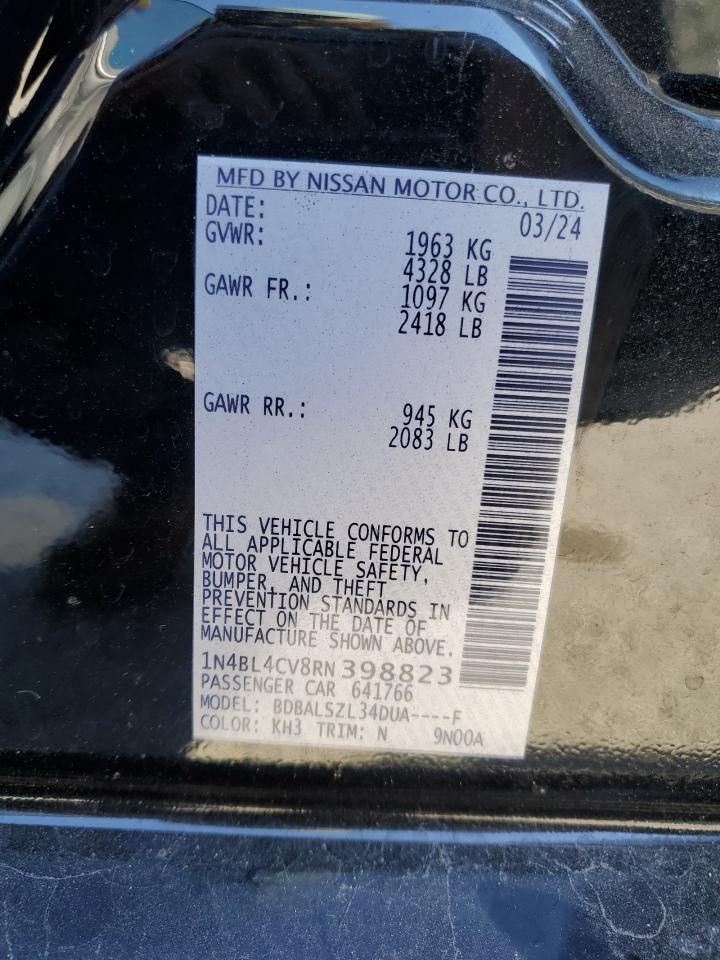 MFD BY NISSAN MOTOR CO., LTD.
DATE: 03/24
GVWR: 1963 KG
4328 LB
GAWR FR.: 1097 KG
2418 LB
GAWR RR.: 945 KG
2083 LB
THIS VEHICLE CONFORMS TO
ALL APPLICABLE FEDERAL
MOTOR VEHICLE SAFETY,
BUMPER, AND THEFT
PREVENTION STANDARDS IN
EFFECT ON THE DATE OF
MANUFACTURE SHOWN ABOVE.
1N4BL4CV8RN398823
PASSENGER CAR 641766
MODEL: BDBALSZL34DUA----F
COLOR: KH3 TRIM: N 9N00A